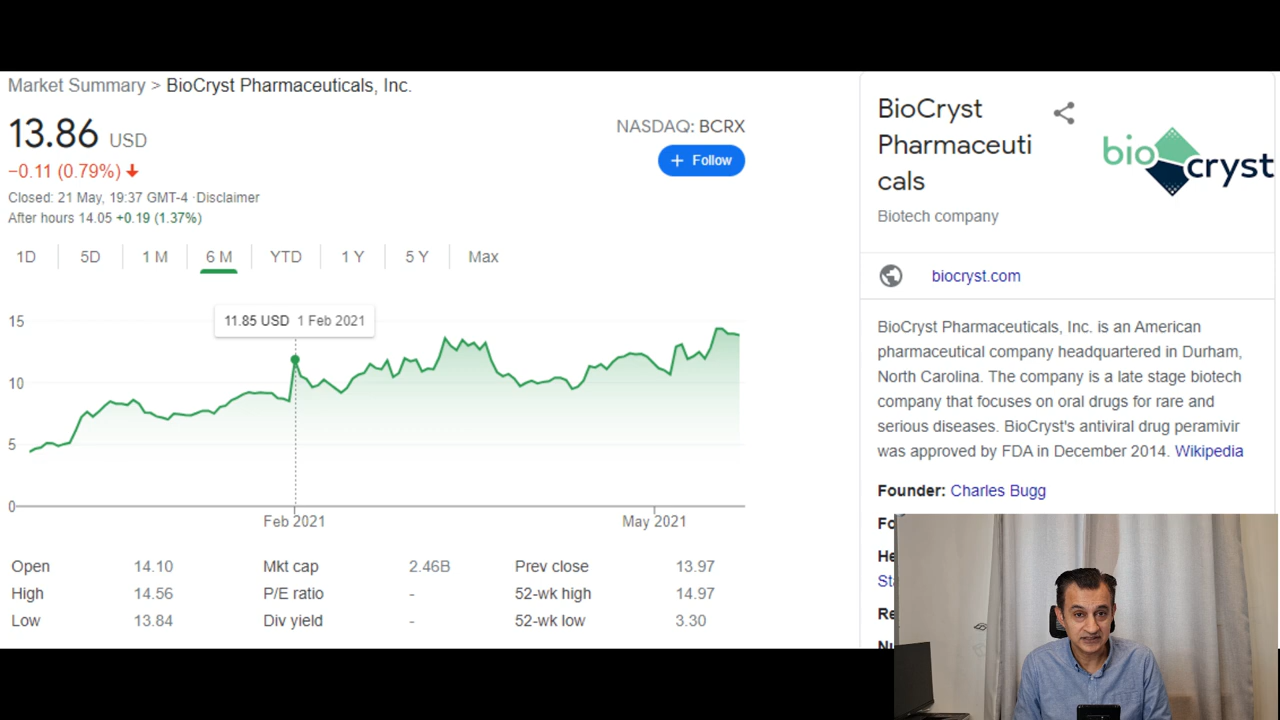 Market Summary > BioCryst Pharmaceuticals, Inc.
13.86 USD
−0.11 (0.79%)
Closed: 21 May, 19:37 GMT-4 · Disclaimer
After hours 14.05 +0.19 (1.37%)
NASDAQ: BCRX
+ Follow
1D 5D 1 M 6 M YTD 1 Y 5 Y Max
11.85 USD 1 Feb 2021
15
10
5
0
Feb 2021 May 2021
Open 14.10 Mkt cap 2.46B Prev close 13.97
High 14.56 P/E ratio - 52-wk high 14.97
Low 13.84 Div yield - 52-wk low 3.30
BioCryst
Pharmaceuti
cals
Biotech company
biocryst
biocryst.com
BioCryst Pharmaceuticals, Inc. is an American
pharmaceutical company headquartered in Durham,
North Carolina. The company is a late stage biotech
company that focuses on oral drugs for rare and
serious diseases. BioCryst's antiviral drug peramivir
was approved by FDA in December 2014. Wikipedia
Founder: Charles Bugg